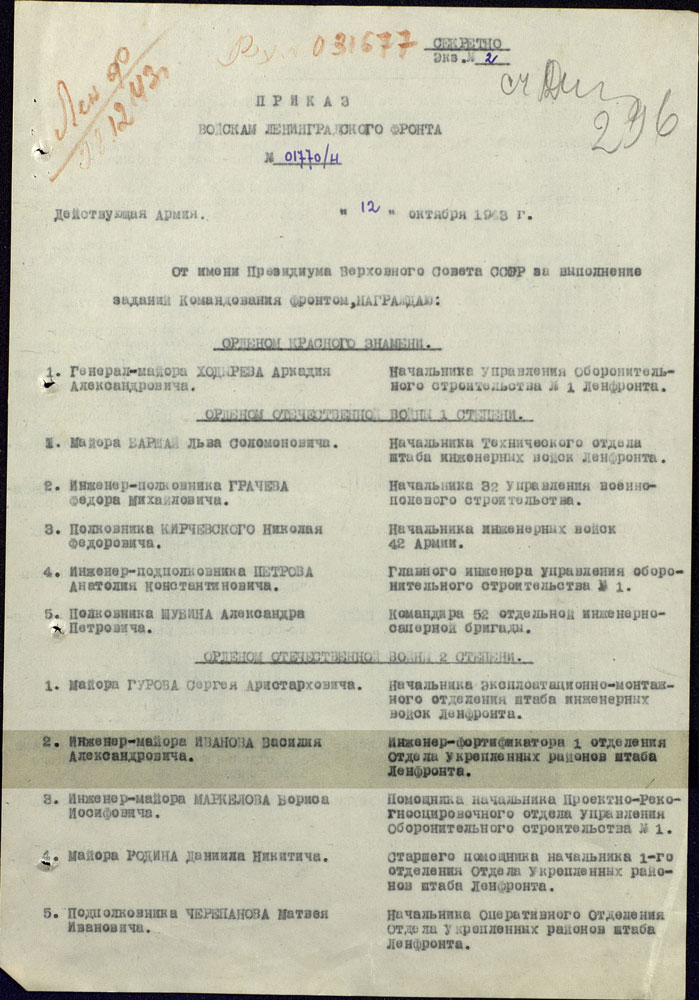 031677
СЕКРЕТНО
Экз.№ 2
Лен фр
12.43г
296
ПРИКАЗ
ВОЙСКАМ ЛЕНИНГРАДСКОГО ФРОНТА
№ 01770/н
Действующая Армия. " 12 " октября 1943 г.
От имени Президиума Верховного Совета СССР за выполнение
заданий Командования фронтом, НАГРАЖДАЮ:
ОРДЕНОМ КРАСНОГО ЗНАМЕНИ.
1. Генерал-майора ХОДЫРЕВА Аркадия Начальника Управления Оборонитель-
Александровича. ного строительства № 1 Ленфронта.
ОРДЕНОМ ОТЕЧЕСТВЕННОЙ ВОЙНЫ 1 СТЕПЕНИ.
1. Майора ВАРШАЙ Льва Соломоновича. Начальника Технического отдела
штаба инженерных войск Ленфронта.
2. Инженер-полковника ГРАЧЕВА Начальника 32 Управления военно-
Федора Михайловича. полевого строительства.
3. Полковника КИРЧЕВСКОГО Николая Начальника инженерных войск
Федоровича. 42 Армии.
4. Инженер-подполковника ПЕТРОВА Главного инженера Управления оборо-
Анатолия Константиновича. нительного строительства № 1.
5. Полковника ШУБИНА Александра Командира 52 отдельной инженерно-
Петровича. саперной бригады.
ОРДЕНОМ ОТЕЧЕСТВЕННОЙ ВОЙНЫ 2 СТЕПЕНИ.
1. Майора ГУРОВА Сергея Аристарховича. Начальника эксплоатационно-монтаж-
ного отделения штаба инженерных
войск Ленфронта.
2. Инженер-майора ИВАНОВА Василия Инженер-фортификатора 1 отделения
Александровича. Отдела Укрепленных районов штаба
Ленфронта.
3. Инженер-майора МАРКЕЛОВА Бориса Помощника начальника Проектно-Реко-
Иосифовича. гносцировочного отдела Управления
Оборонительного строительства № 1.
4. Майора РОДИНА Даниила Никитича. Старшего помощника начальника 1-го
отделения Отдела Укрепленных райо-
нов штаба Ленфронта.
5. Подполковника ЧЕРЕПАНОВА Матвея Начальника Оперативного Отделения
Ивановича. Отдела Укрепленных районов штаба
Ленфронта.